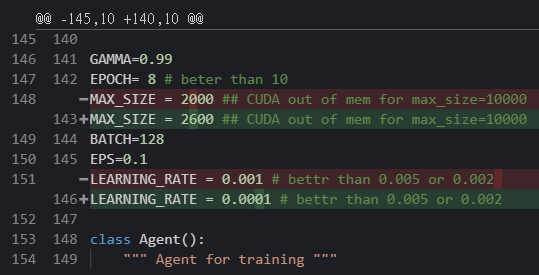 @@ -145,10 +140,10 @@
145 140
146 141 GAMMA=0.99
147 142 EPOCH= 8 # beter than 10
148 -MAX_SIZE = 2000 ## CUDA out of mem for max_size=10000
143+MAX_SIZE = 2600 ## CUDA out of mem for max_size=10000
149 144 BATCH=128
150 145 EPS=0.1
151 -LEARNING_RATE = 0.001 # bettr than 0.005 or 0.002
146+LEARNING_RATE = 0.0001 # bettr than 0.005 or 0.002
152 147
153 148 class Agent():
154 149 """ Agent for training """